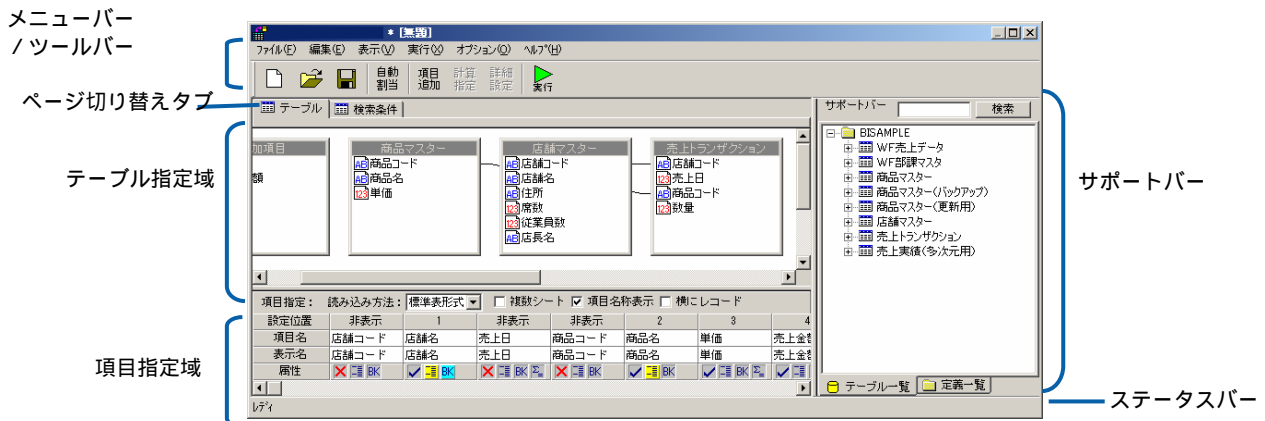 メニューバー
/ツールバー
ページ切り替えタブ
テーブル指定域
項目指定域
サポートバー
ステータスバー
* [無題]
ファイル(F) 編集(E) 表示(V) 実行(X) オプション(O) ヘルプ(H)
自動割当 項目追加 計算指定 詳細設定 実行
テーブル 検索条件
加項目
額
商品マスター
商品コード
商品名
単価
店舗マスター
店舗コード
店舗名
住所
席数
従業員数
店長名
売上トランザクション
店舗コード
売上日
商品コード
数量
項目指定: 読み込み方法: 標準表形式 複数シート 項目名称表示 横にレコード
設定位置 非表示 1 非表示 非表示 2 3 4
項目名 店舗コード 店舗名 売上日 商品コード 商品名 単価 売上金額
表示名 店舗コード 店舗名 売上日 商品コード 商品名 単価 売上金額
属性 BK BK BK Σ BK BK BK Σ
レディ
サポートバー 検索
BISAMPLE
WF売上データ
WF部課マスタ
商品マスター
商品マスター(バックアップ)
商品マスター(更新用)
店舗マスター
売上トランザクション
売上実績(多次元用)
テーブル一覧 定義一覧